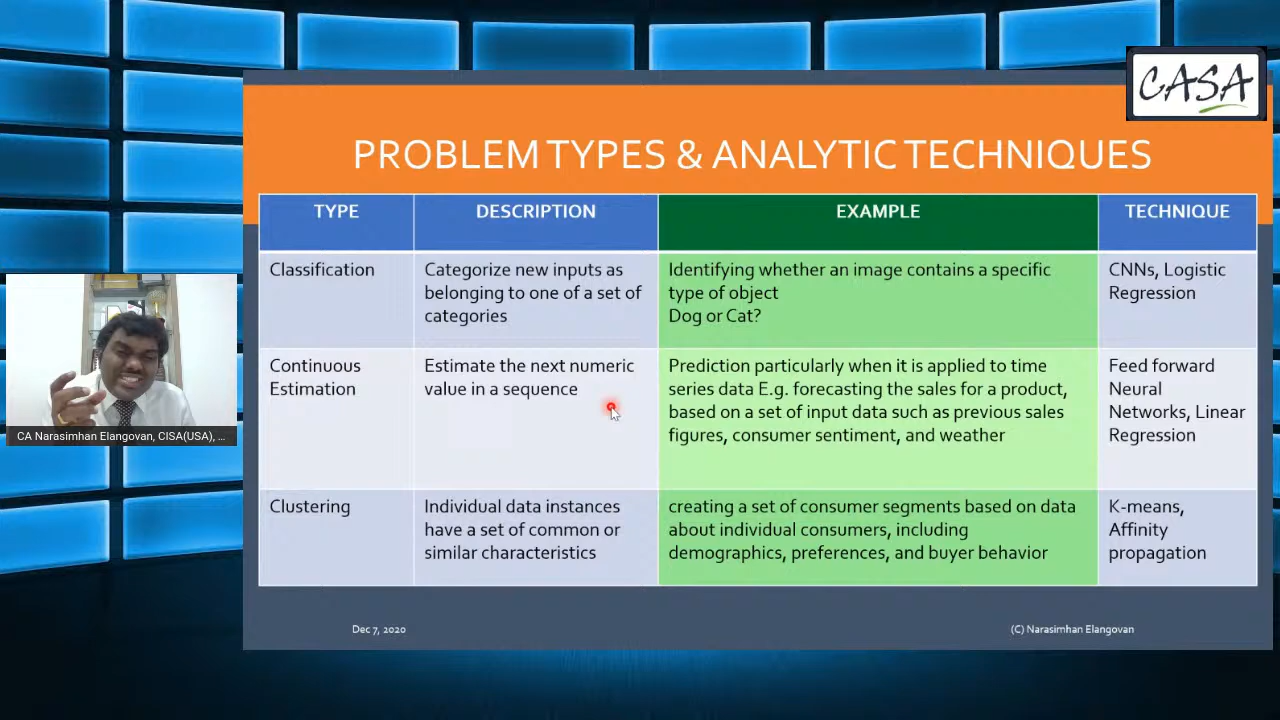 CASA
PROBLEM TYPES & ANALYTIC TECHNIQUES
TYPE
DESCRIPTION
EXAMPLE
TECHNIQUE
Classification
Categorize new inputs as
belonging to one of a set of
categories
Identifying whether an image contains a specific
type of object
Dog or Cat?
CNNs, Logistic
Regression
Continuous
Estimation
Estimate the next numeric
value in a sequence
Prediction particularly when it is applied to time
series data E.g. forecasting the sales for a product,
based on a set of input data such as previous sales
figures, consumer sentiment, and weather
Feed forward
Neural
Networks, Linear
Regression
Clustering
Individual data instances
have a set of common or
similar characteristics
creating a set of consumer segments based on data
about individual consumers, including
demographics, preferences, and buyer behavior
K-means,
Affinity
propagation
CA Narasimhan Elangovan, CISA(USA), ...
Dec 7, 2020
(C) Narasimhan Elangovan